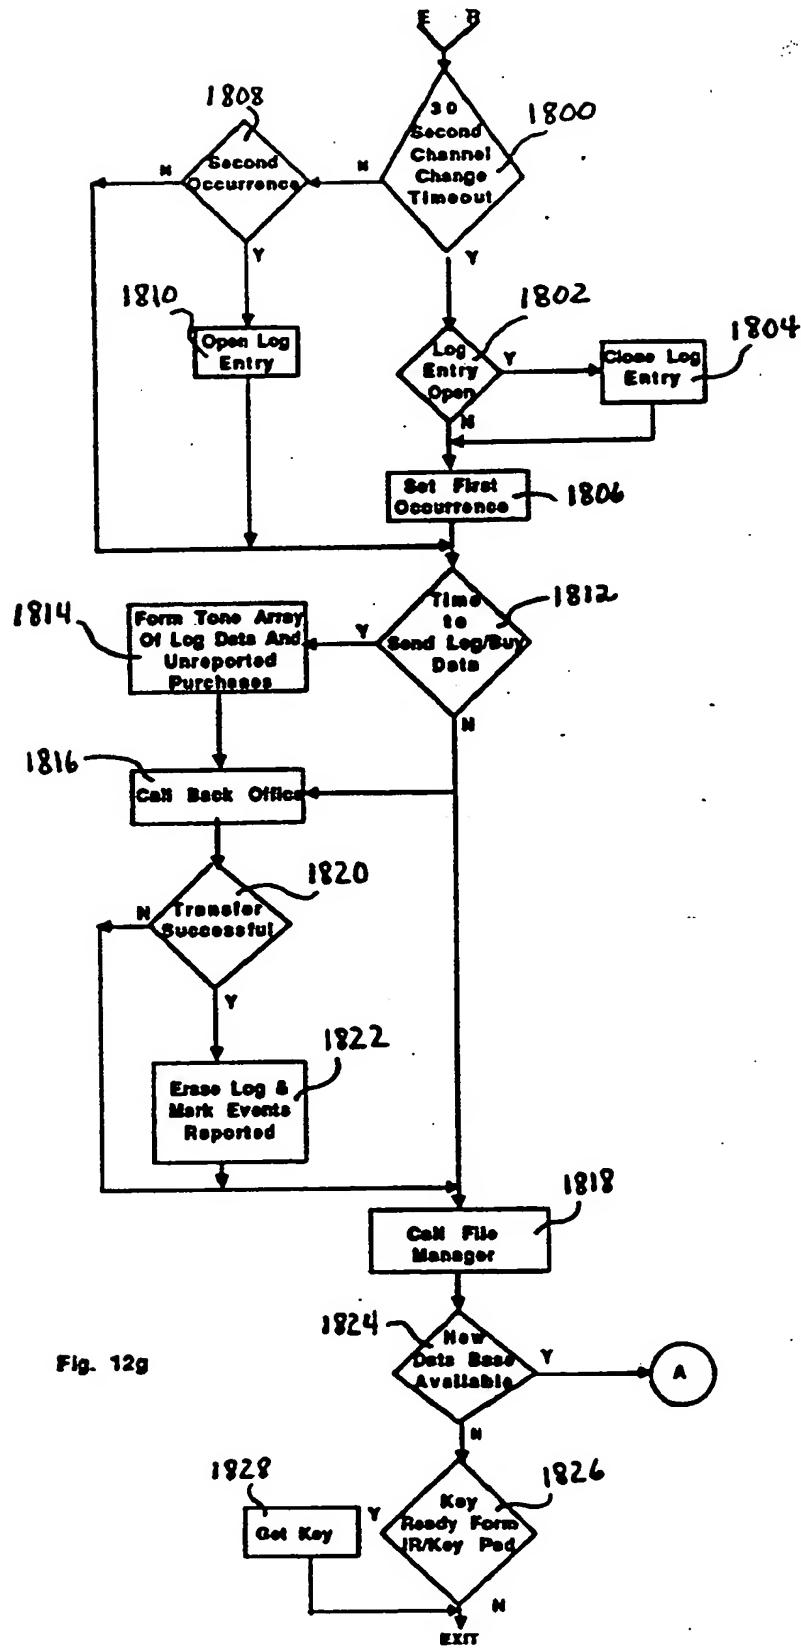 E B
1800
30
Second
Channel
Change
Timeout
N
Y
1808
Second
Occurrence
N
Y
1810
Open Log
Entry
1802
Log
Entry
Open
Y
N
1804
Close Log
Entry
Set First
Occurrence
1806
1812
Time
to
Send Log/Buy
Data
Y
N
1814
Form Tone Array
Of Log Data And
Unreported
Purchases
1816
Call Back Office
1820
Transfer
Successful
N
Y
1822
Erase Log &
Mark Events
Reported
1818
Call File
Manager
1824
New
Data Base
Available
Y
A
N
Fig. 12g
1826
Key
Ready Form
IR/Key Pad
Y
N
1828
Get Key
EXIT